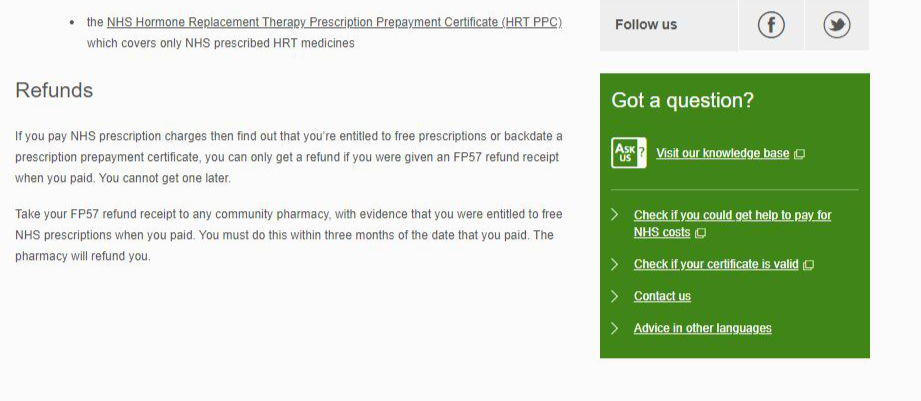 • the NHS Hormone Replacement Therapy Prescription Prepayment Certificate (HRT PPC)
which covers only NHS prescribed HRT medicines
Refunds
If you pay NHS prescription charges then find out that you're entitled to free prescriptions or backdate a
prescription prepayment certificate, you can only get a refund if you were given an FP57 refund receipt
when you paid. You cannot get one later.
Take your FP57 refund receipt to any community pharmacy, with evidence that you were entitled to free
NHS prescriptions when you paid. You must do this within three months of the date that you paid. The
pharmacy will refund you.
Follow us
Got a question?
ASK US ?
Visit our knowledge base
Check if you could get help to pay for
NHS costs
Check if your certificate is valid
Contact us
Advice in other languages